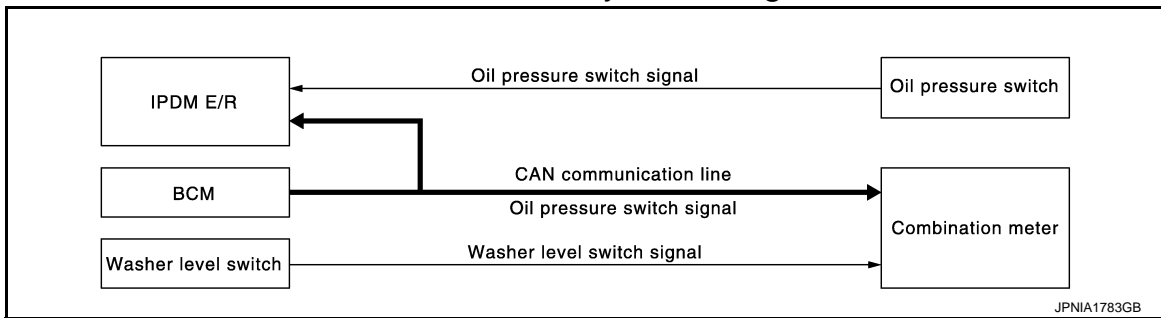 Oil pressure switch signal
IPDM E/R
Oil pressure switch
CAN communication line
BCM
Oil pressure switch signal
Combination meter
Washer level switch
Washer level switch signal
JPNIA1783GB